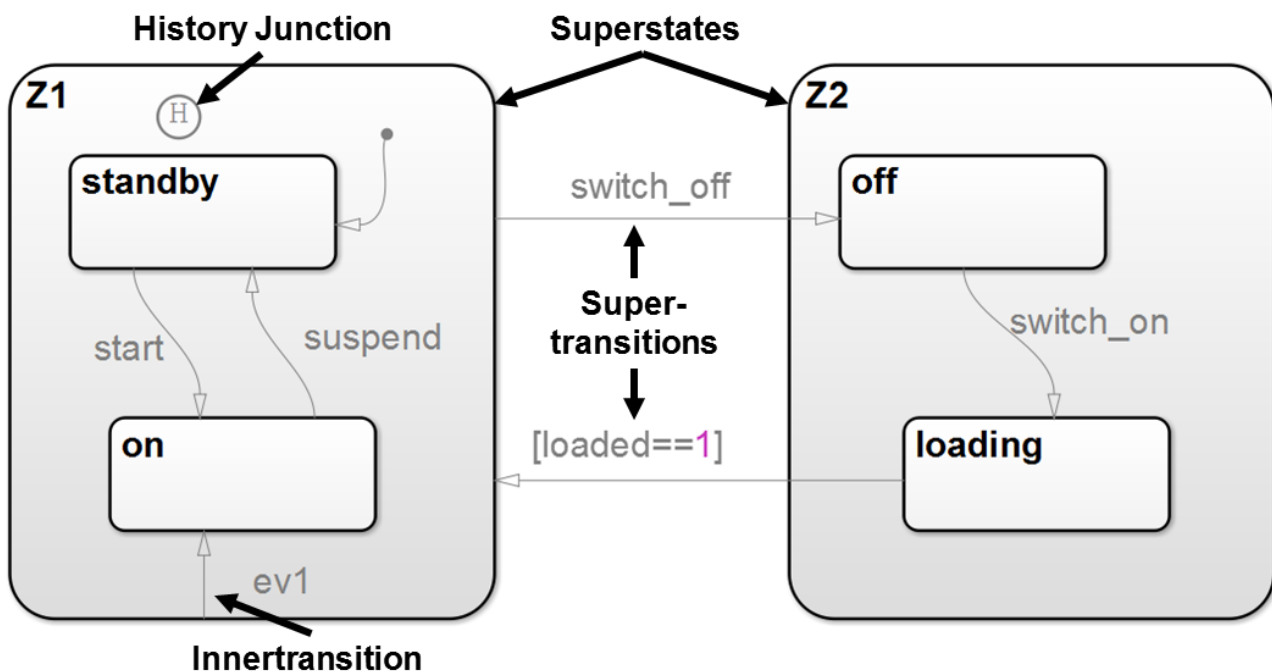 History Junction
Superstates
Z1
H
Z2
standby
off
switch_off
Super-
transitions
switch_on
start
suspend
on
[loaded==1]
loading
ev1
Innertransition